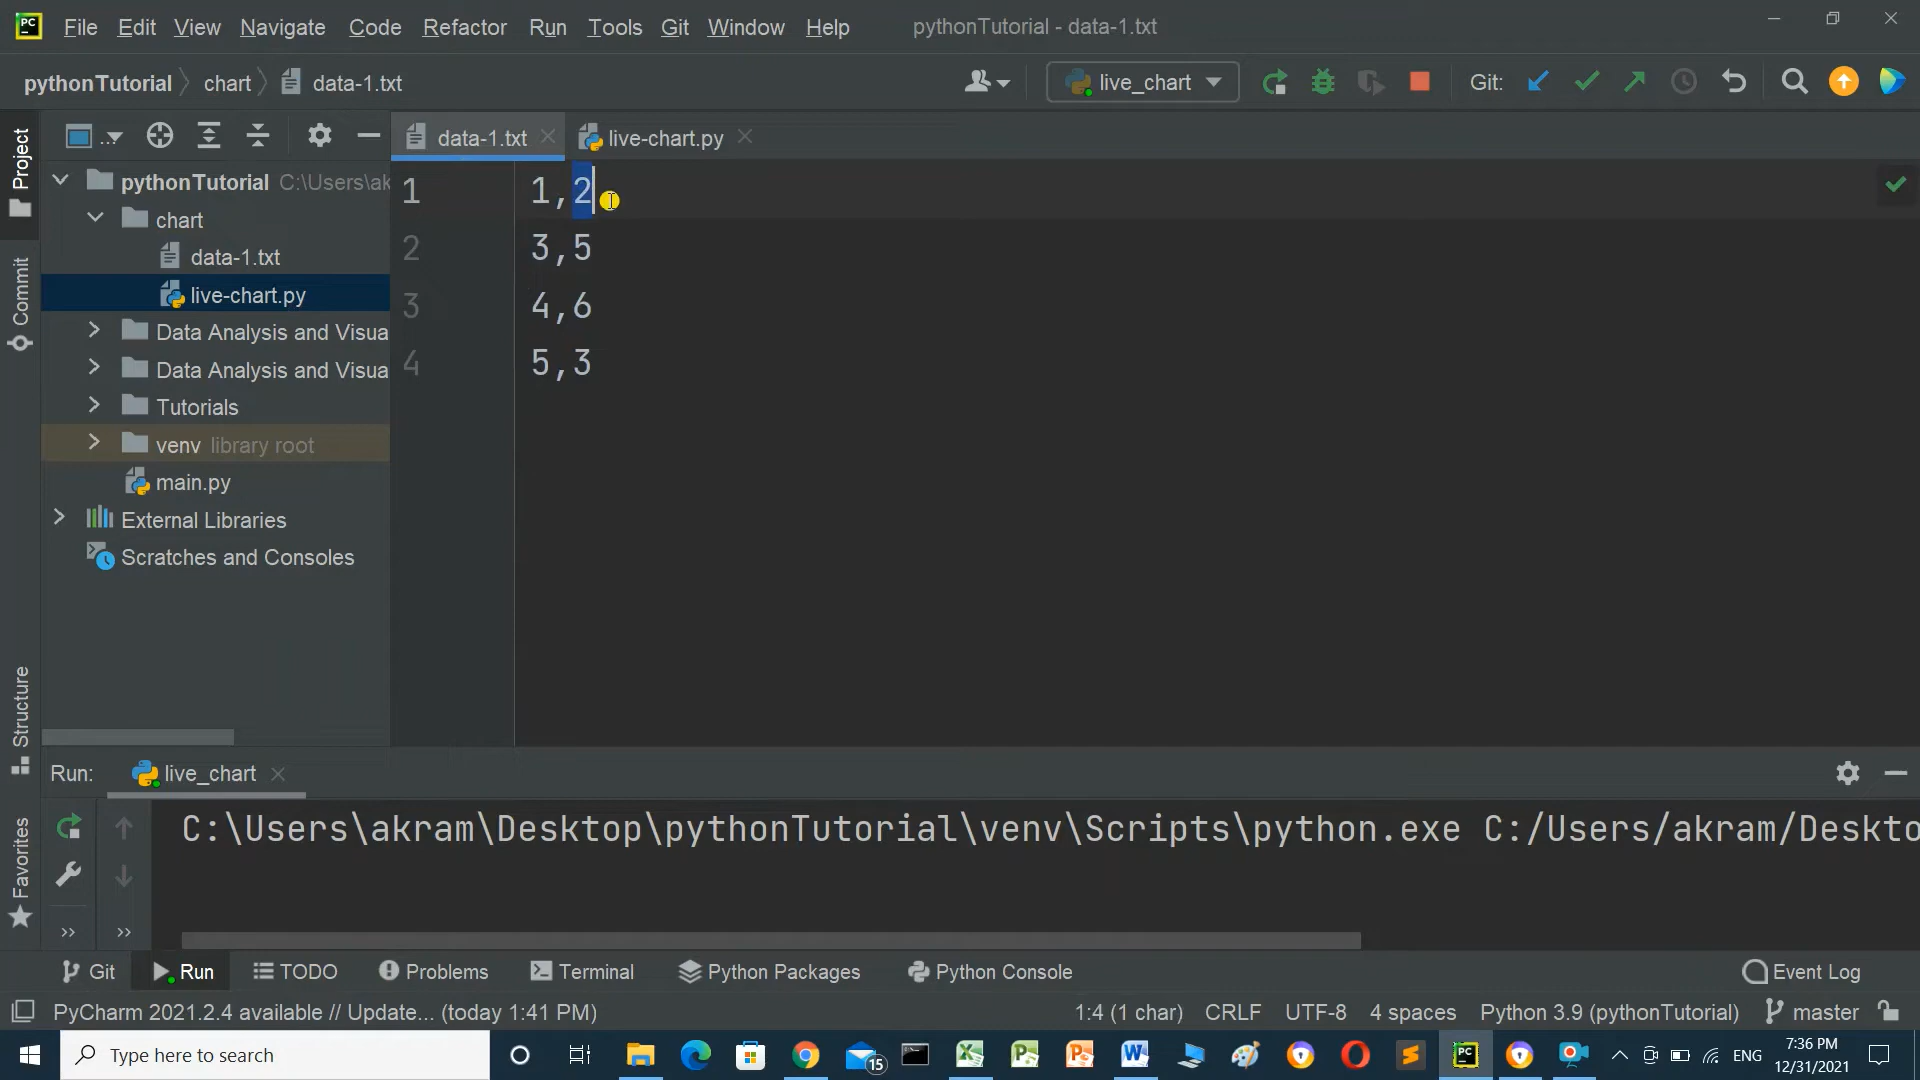 PC File Edit View Navigate Code Refactor Run Tools Git Window Help pythonTutorial - data-1.txt
pythonTutorial chart data-1.txt live_chart Git:
... data-1.txt live-chart.py
Project
Commit
Structure
Favorites
pythonTutorial C:\Users\ak
chart
data-1.txt
live-chart.py
Data Analysis and Visua
Data Analysis and Visua
Tutorials
venv library root
main.py
External Libraries
Scratches and Consoles
1 1,2
2 3,5
3 4,6
4 5,3
Run: live_chart
C:\Users\akram\Desktop\pythonTutorial\venv\Scripts\python.exe C:/Users/akram/Deskto
Git Run TODO Problems Terminal Python Packages Python Console Event Log
PyCharm 2021.2.4 available // Update... (today 1:41 PM) 1:4 (1 char) CRLF UTF-8 4 spaces Python 3.9 (pythonTutorial) master
Type here to search 15 PC ENG 7:36 PM
12/31/2021